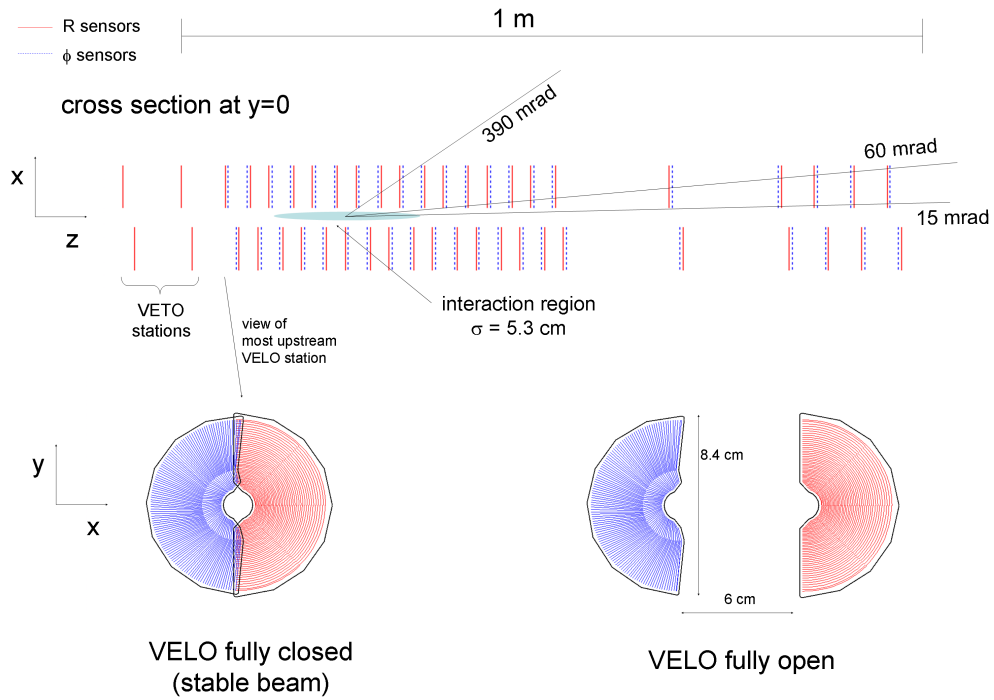 R sensors
ϕ sensors
1 m
cross section at y=0
390 mrad
60 mrad
15 mrad
x
z
VETO
stations
view of
most upstream
VELO station
interaction region
σ = 5.3 cm
y
x
8.4 cm
6 cm
VELO fully closed
(stable beam)
VELO fully open